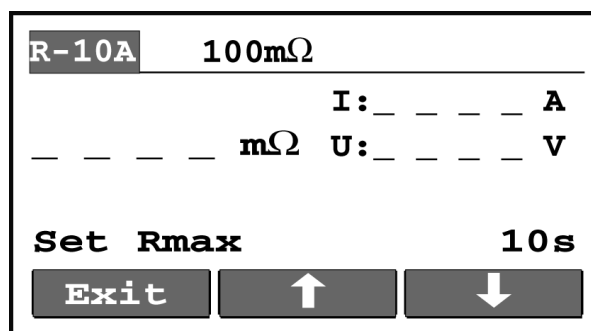 R-10A 100mΩ
I:_ _ _ _ A
_ _ _ _ mΩ U:_ _ _ _ V
Set Rmax 10s
Exit ↑ ↓